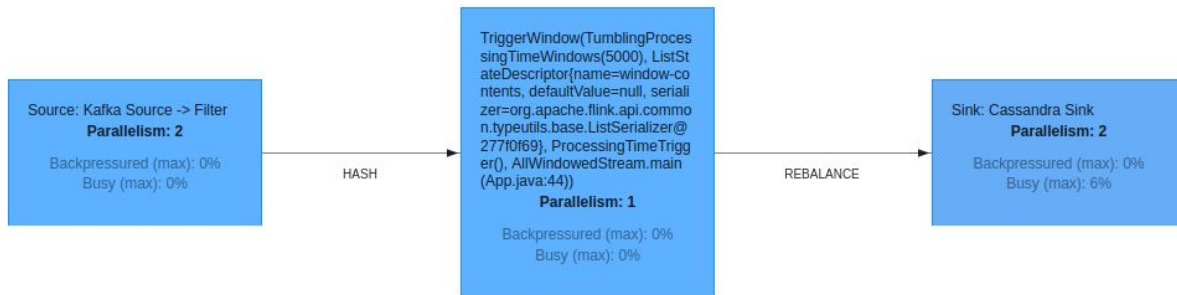 Source: Kafka Source -> Filter
Parallelism: 2
Backpressured (max): 0%
Busy (max): 0%
HASH
TriggerWindow(TumblingProces
singTimeWindows(5000), ListSt
ateDescriptor{name=window-co
ntents, defaultValue=null, seriali
zer=org.apache.flink.api.commo
n.typeutils.base.ListSerializer@
277f0f69}, ProcessingTimeTrigg
er(), AllWindowedStream.main
(App.java:44))
Parallelism: 1
Backpressured (max): 0%
Busy (max): 0%
REBALANCE
Sink: Cassandra Sink
Parallelism: 2
Backpressured (max): 0%
Busy (max): 6%